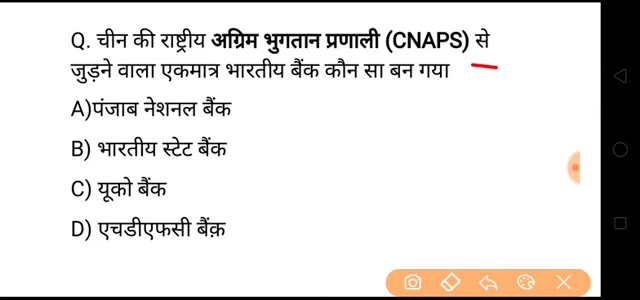 Q. चीन की राष्ट्रीय अग्रिम भुगतान प्रणाली (CNAPS) से
जुड़ने वाला एकमात्र भारतीय बैंक कौन सा बन गया
A)पंजाब नेशनल बैंक
B) भारतीय स्टेट बैंक
C) यूको बैंक
D) एचडीएफसी बैंक़